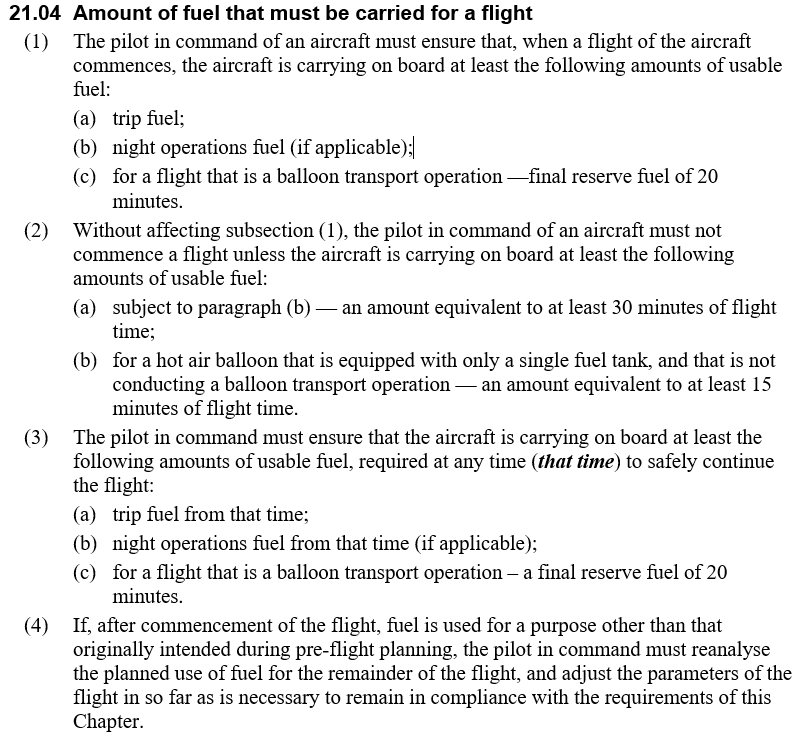 21.04 Amount of fuel that must be carried for a flight
(1) The pilot in command of an aircraft must ensure that, when a flight of the aircraft
commences, the aircraft is carrying on board at least the following amounts of usable
fuel:
(a) trip fuel;
(b) night operations fuel (if applicable);
(c) for a flight that is a balloon transport operation —final reserve fuel of 20
minutes.
(2) Without affecting subsection (1), the pilot in command of an aircraft must not
commence a flight unless the aircraft is carrying on board at least the following
amounts of usable fuel:
(a) subject to paragraph (b) — an amount equivalent to at least 30 minutes of flight
time;
(b) for a hot air balloon that is equipped with only a single fuel tank, and that is not
conducting a balloon transport operation — an amount equivalent to at least 15
minutes of flight time.
(3) The pilot in command must ensure that the aircraft is carrying on board at least the
following amounts of usable fuel, required at any time (that time) to safely continue
the flight:
(a) trip fuel from that time;
(b) night operations fuel from that time (if applicable);
(c) for a flight that is a balloon transport operation – a final reserve fuel of 20
minutes.
(4) If, after commencement of the flight, fuel is used for a purpose other than that
originally intended during pre-flight planning, the pilot in command must reanalyse
the planned use of fuel for the remainder of the flight, and adjust the parameters of the
flight in so far as is necessary to remain in compliance with the requirements of this
Chapter.